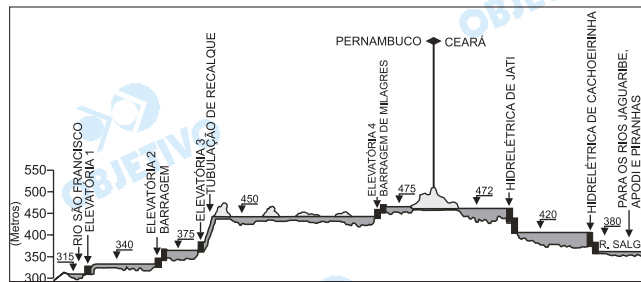 OBJETIVO
OBJETIVO
PERNAMBUCO
CEARÁ
550
500
450
400
350
300
(Metros)
315
RIO SÃO FRANCISCO
ELEVATÓRIA 1
340
ELEVATÓRIA 2
BARRAGEM
375
ELEVATÓRIA 3
TUBULAÇÃO DE RECALQUE
450
ELEVATÓRIA 4
BARRAGEM DE MILAGRES
475
472
HIDRELÉTRICA DE JATI
420
HIDRELÉTRICA DE CACHOEIRINHA
380
PARA OS RIOS JAGUARIBE,
APODI E PIRANHAS
R. SALG